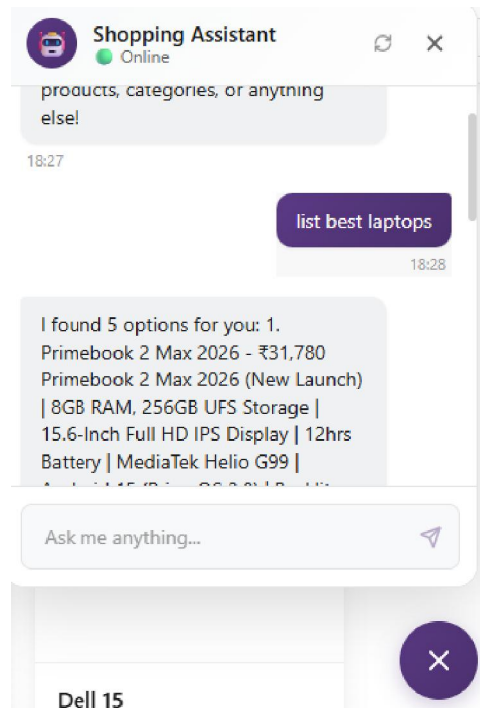 Shopping Assistant
Online
products, categories, or anything
else!
18:27
list best laptops
18:28
I found 5 options for you: 1.
Primebook 2 Max 2026 - ₹31,780
Primebook 2 Max 2026 (New Launch)
| 8GB RAM, 256GB UFS Storage |
15.6-Inch Full HD IPS Display | 12hrs
Battery | MediaTek Helio G99 |
Ask me anything...
Dell 15